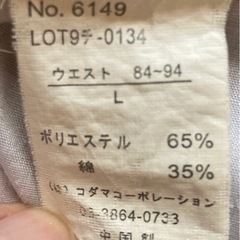 No. 6149
LOT9テ-0134
ウエスト 84~94
L
ポリエステル 65%
綿 35%
コダマコーポレーション
03-3864-0733
中国製